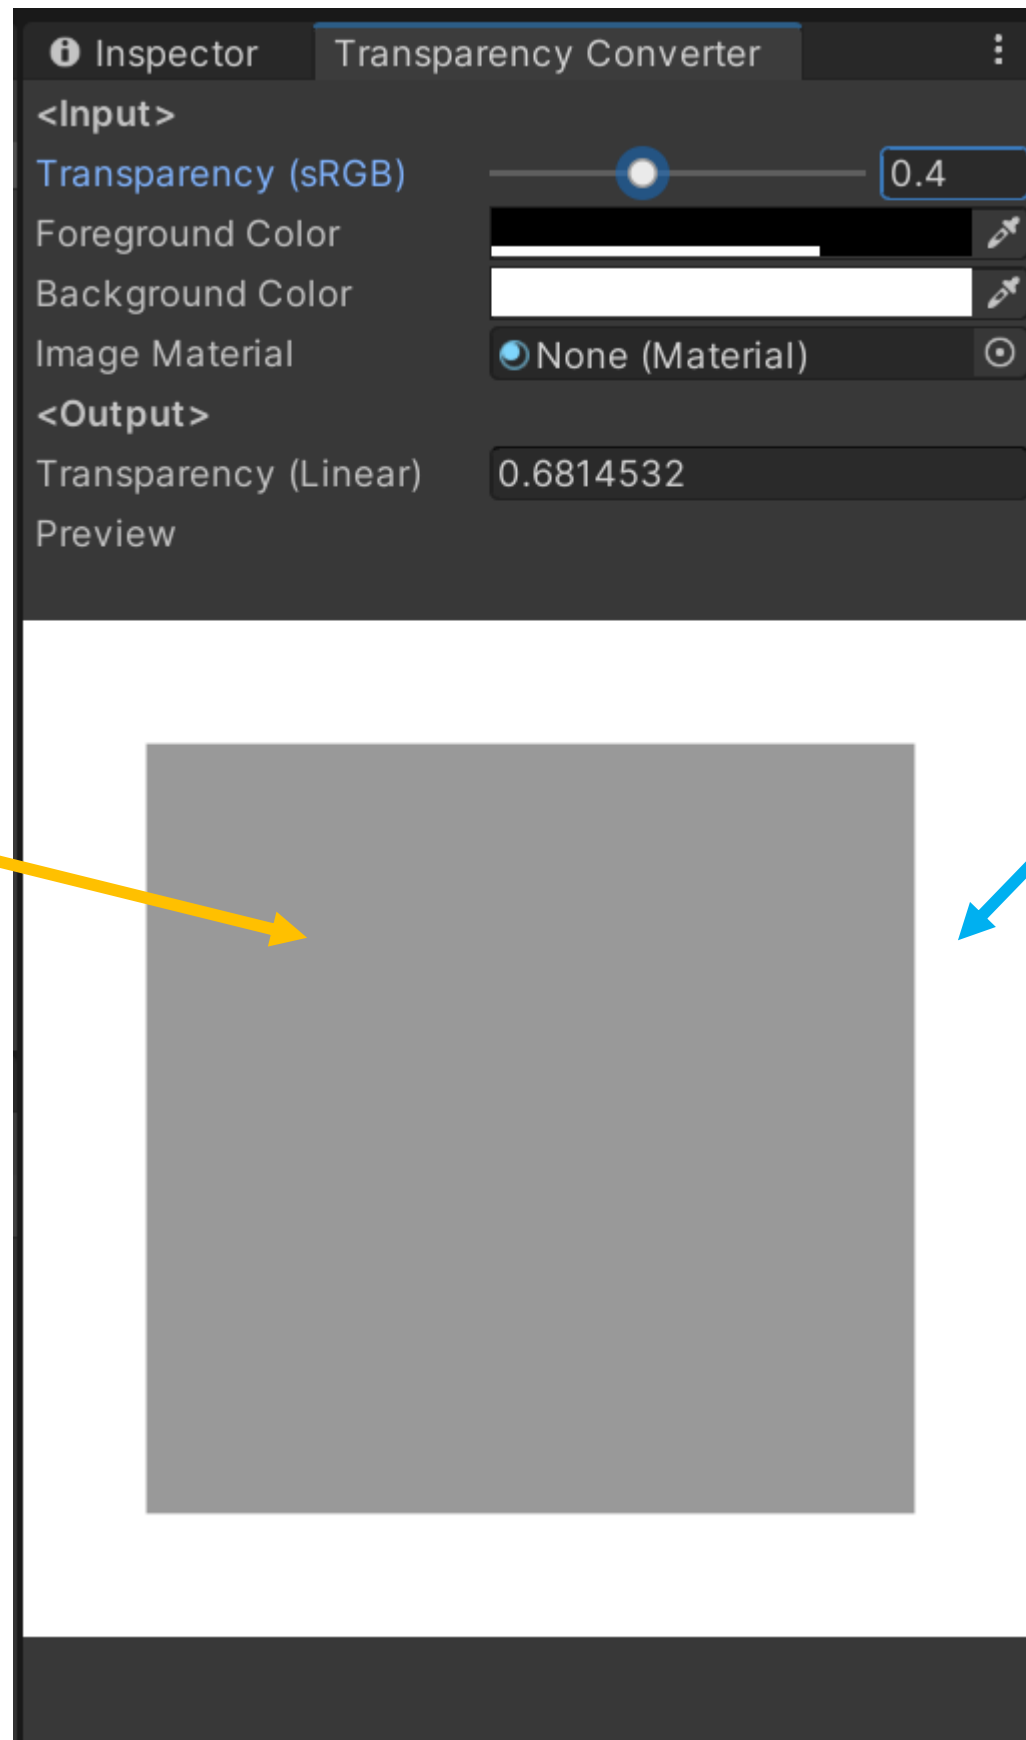 Inspector Transparency Converter
<Input>
Transparency (sRGB) 0.4
Foreground Color
Background Color
Image Material None (Material)
<Output>
Transparency (Linear) 0.6814532
Preview